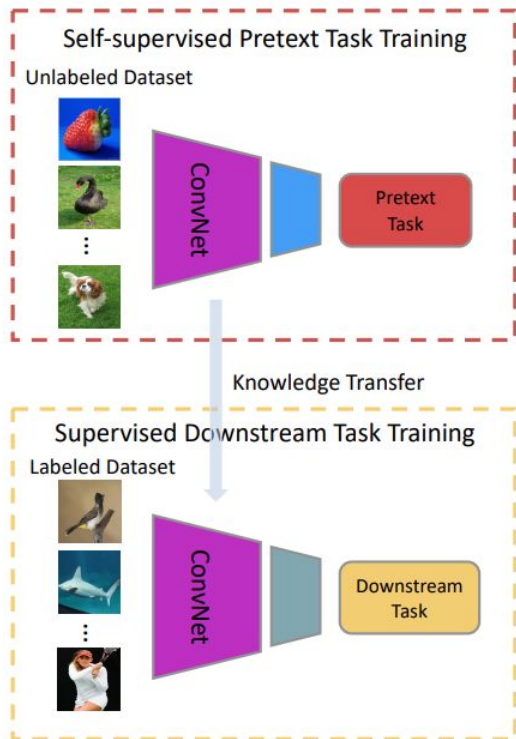 Self-supervised Pretext Task Training
Unlabeled Dataset
ConvNet
Pretext
Task
...
Knowledge Transfer
Supervised Downstream Task Training
Labeled Dataset
ConvNet
Downstream
Task
...